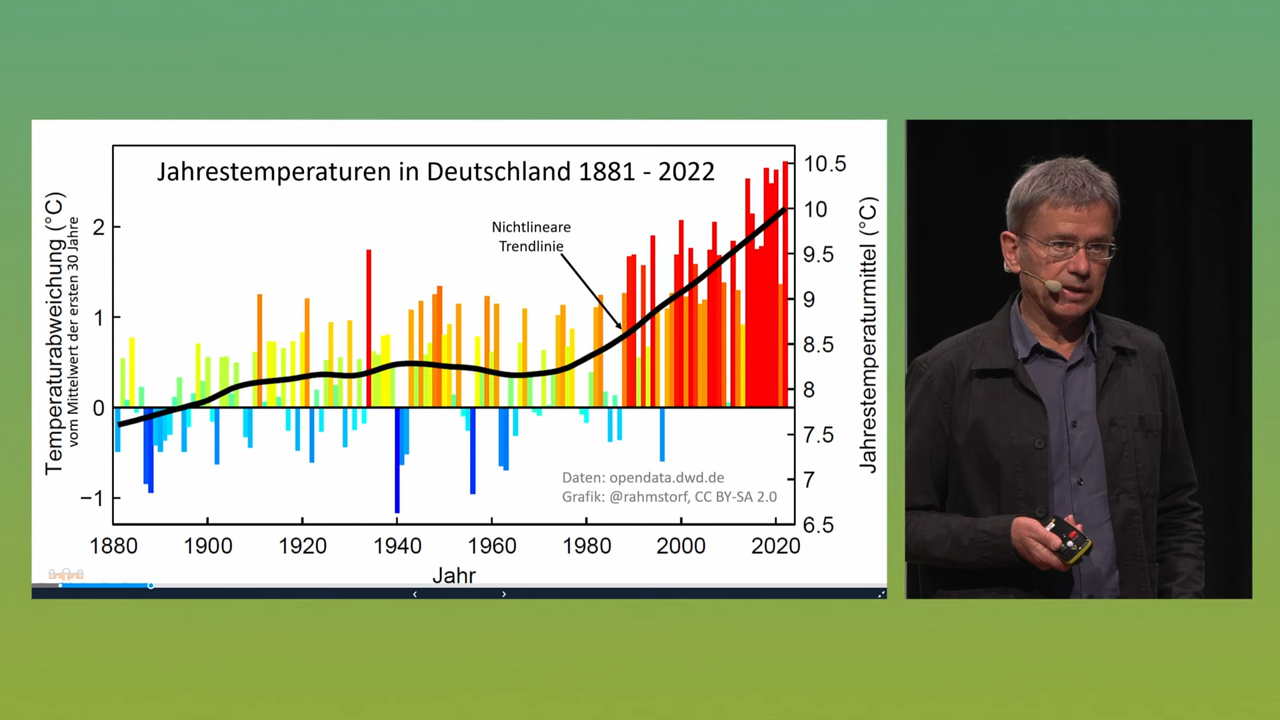 Jahrestemperaturen in Deutschland 1881 - 2022
Temperaturabweichung (°C)
vom Mittelwert der ersten 30 Jahre
2
1
0
−1
Nichtlineare
Trendlinie
Daten: opendata.dwd.de
Grafik: @rahmstorf, CC BY-SA 2.0
10.5
10
9.5
9
8.5
8
7.5
7
6.5
Jahrestemperaturmittel (°C)
1880 1900 1920 1940 1960 1980 2000 2020
Jahr